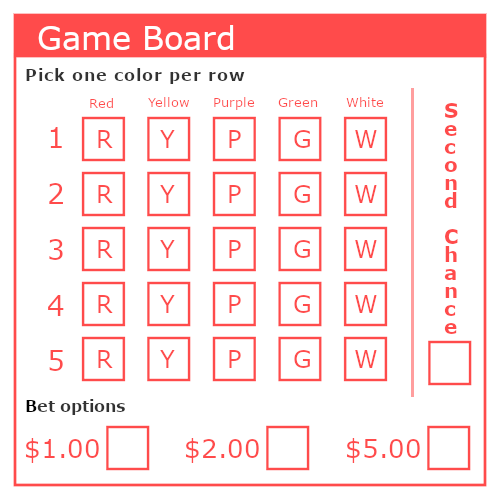 Game Board
Pick one color per row
Red Yellow Purple Green White
1 R Y P G W
2 R Y P G W
3 R Y P G W
4 R Y P G W
5 R Y P G W
Second Chance
Bet options
$1.00 $2.00 $5.00